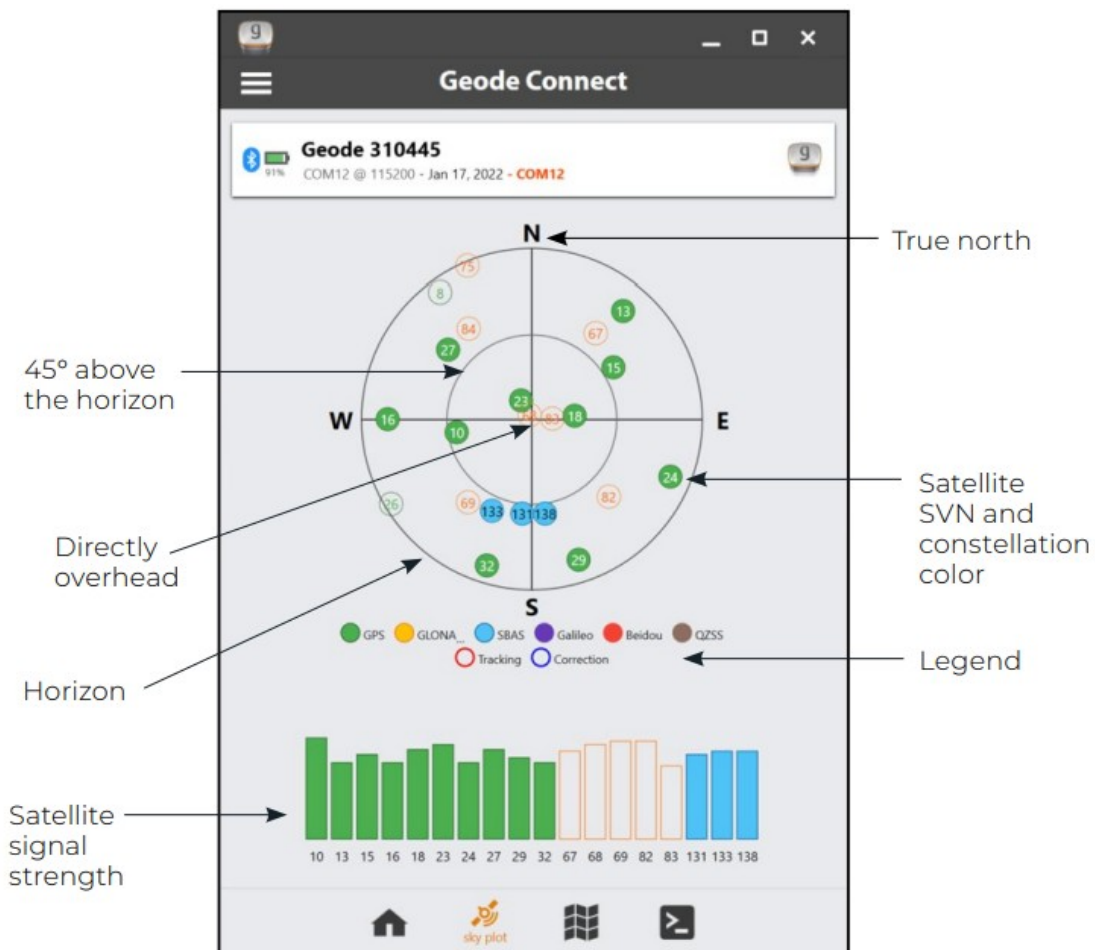 g
Geode Connect
Geode 310445
91%
COM12 @ 115200 - Jan 17, 2022 - COM12
g
N
True north
75
8
13
84
67
27
15
45° above
the horizon
23
68
83
18
W
16
10
E
24
Satellite
SVN and
constellation
color
26
69
133
131
138
82
Directly
overhead
32
29
S
GPS
GLONA...
SBAS
Galileo
Beidou
QZSS
Tracking
Correction
Legend
Horizon
Satellite
signal
strength
10 13 15 16 18 23 24 27 29 32 67 68 69 82 83 131 133 138
sky plot